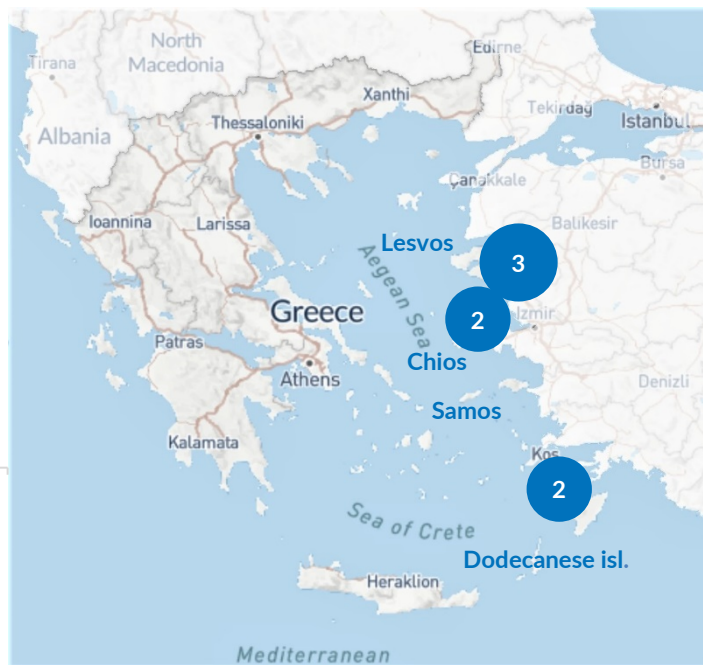 North
Macedonia
Edirne
Tirana
Xanthi
Tekirdağ
Istanbul
Thessaloniki
Albania
Bursa
Çanakkale
Ioannina
Larissa
Balıkesir
Lesvos
3
Aegean Sea
Greece
2
Izmir
Patras
Chios
Athens
Denizli
Samos
Kalamata
Kos
2
Sea of Crete
Dodecanese isl.
Heraklion
Mediterranean